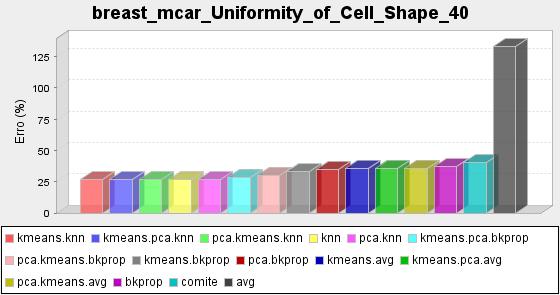 breast_mcar_Uniformity_of_Cell_Shape_40
Erro (%)
125
100
75
50
25
0
kmeans.knn kmeans.pca.knn pca.kmeans.knn knn pca.knn kmeans.pca.bkprop
pca.kmeans.bkprop kmeans.bkprop pca.bkprop kmeans.avg kmeans.pca.avg
pca.kmeans.avg bkprop comite avg